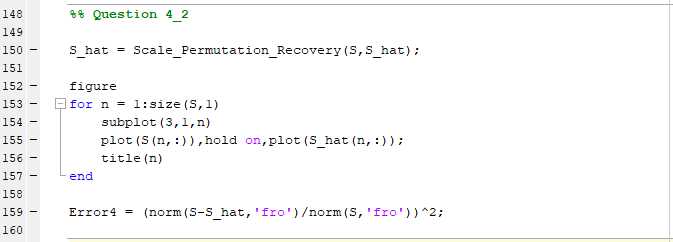 148 %% Question 4_2
149
150 – S_hat = Scale_Permutation_Recovery(S,S_hat);
151
152 – figure
153 – for n = 1:size(S,1)
154 – subplot(3,1,n)
155 – plot(S(n,:)),hold on,plot(S_hat(n,:));
156 – title(n)
157 – end
158
159 – Error4 = (norm(S-S_hat,'fro')/norm(S,'fro'))^2;
160